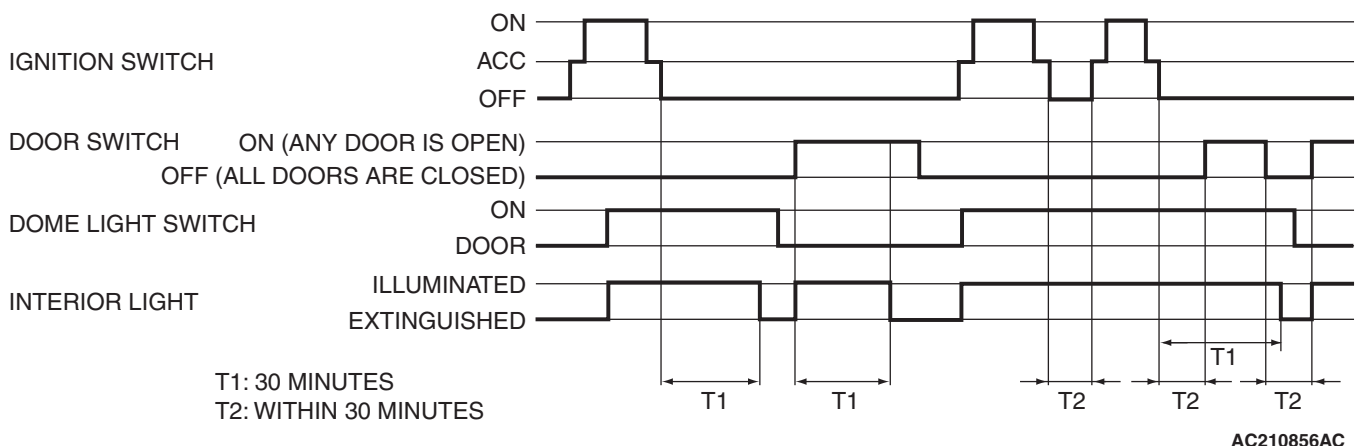 ON
IGNITION SWITCH ACC
OFF
DOOR SWITCH ON (ANY DOOR IS OPEN)
OFF (ALL DOORS ARE CLOSED)
ON
DOME LIGHT SWITCH
DOOR
ILLUMINATED
INTERIOR LIGHT
EXTINGUISHED
T1
T1: 30 MINUTES
T1 T1 T2 T2 T2
T2: WITHIN 30 MINUTES
AC210856AC